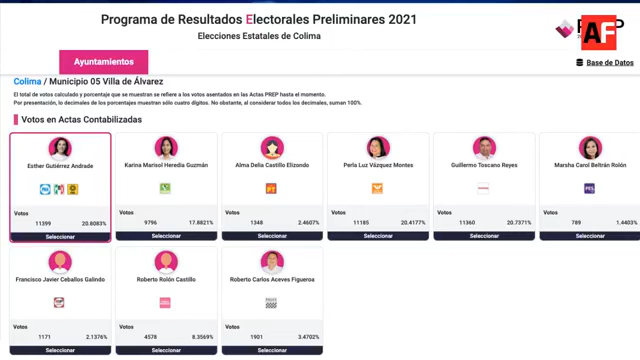 Programa de Resultados Electorales Preliminares 2021
Elecciones Estatales de Colima
AF
Ayuntamientos
Base de Datos
Colima / Municipio 05 Villa de Álvarez
El total de votos calculado y porcentaje que se muestran se refiere a los votos asentados en las Actas PREP hasta el momento.
Por presentación, lo decimales de los porcentajes muestran sólo cuatro dígitos. No obstante, al considerar todos los decimales, suman 100%.
Votos en Actas Contabilizadas
Esther Gutiérrez Andrade
Karina Marisol Heredia Guzmán
Alma Delia Castillo Elizondo
Perla Luz Vázquez Montes
Guillermo Toscano Reyes
Marsha Carol Beltrán Rolón
PAN PRI PRD
PT
PES
Votos Votos Votos Votos Votos Votos
11399 20.8083% 9796 17.8821% 1348 2.4607% 11185 20.4177% 11360 20.7371% 789 1.4403%
Seleccionar Seleccionar Seleccionar Seleccionar Seleccionar Seleccionar
Francisco Javier Ceballos Galindo
Roberto Rolón Castillo
Roberto Carlos Aceves Figueroa
Votos Votos Votos
1171 2.1376% 4578 8.3569% 1901 3.4702%
Seleccionar Seleccionar Seleccionar